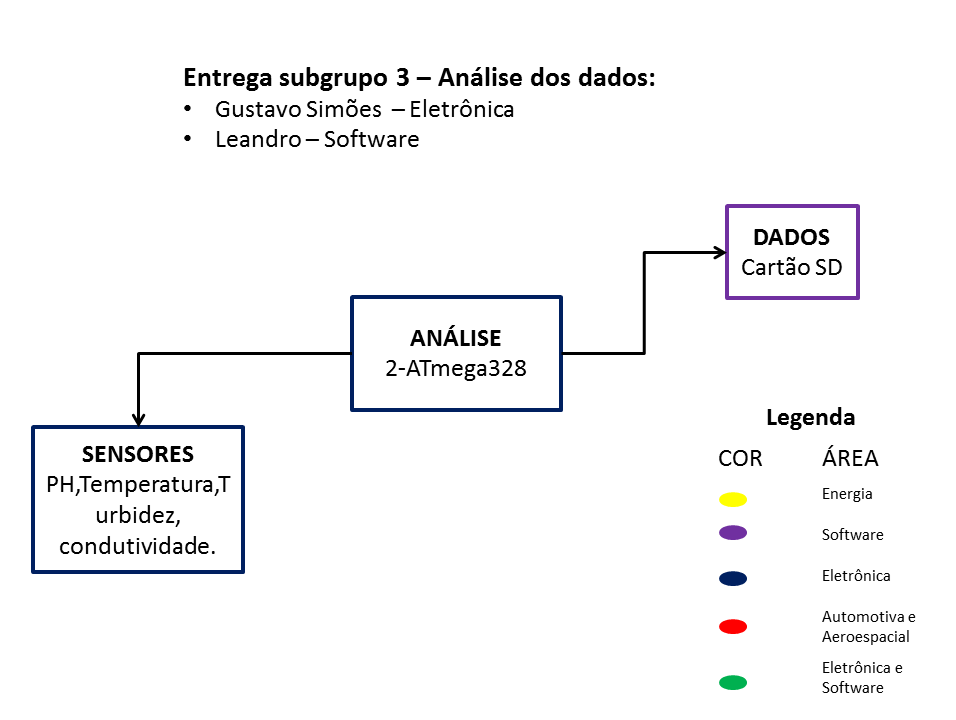 Entrega subgrupo 3 – Análise dos dados:
• Gustavo Simões – Eletrônica
• Leandro – Software
DADOS
Cartão SD
ANÁLISE
2-ATmega328
SENSORES
PH,Temperatura,T
urbidez,
condutividade.
Legenda
COR ÁREA
Energia
Software
Eletrônica
Automotiva e
Aeroespacial
Eletrônica e
Software